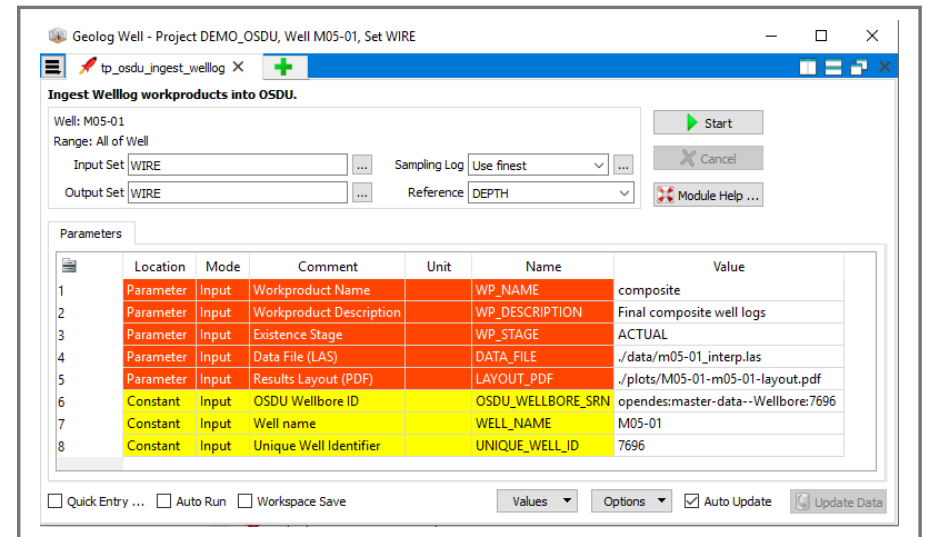 Geolog Well - Project DEMO_OSDU, Well M05-01, Set WIRE
tp_osdu_ingest_welllog
Ingest Welllog workproducts into OSDU.
Well: M05-01
Range: All of Well
Input Set WIRE ... Sampling Log Use finest ...
Output Set WIRE ... Reference DEPTH
Start
Cancel
Module Help ...
Parameters
Location Mode Comment Unit Name Value
1 Parameter Input Workproduct Name WP_NAME composite
2 Parameter Input Workproduct Description WP_DESCRIPTION Final composite well logs
3 Parameter Input Existence Stage WP_STAGE ACTUAL
4 Parameter Input Data File (LAS) DATA_FILE ./data/m05-01_interp.las
5 Parameter Input Results Layout (PDF) LAYOUT_PDF ./plots/M05-01-m05-01-layout.pdf
6 Constant Input OSDU Wellbore ID OSDU_WELLBORE_SRN opendes:master-data--Wellbore:7696
7 Constant Input Well name WELL_NAME M05-01
8 Constant Input Unique Well Identifier UNIQUE_WELL_ID 7696
Quick Entry ... Auto Run Workspace Save Values Options Auto Update Update Data